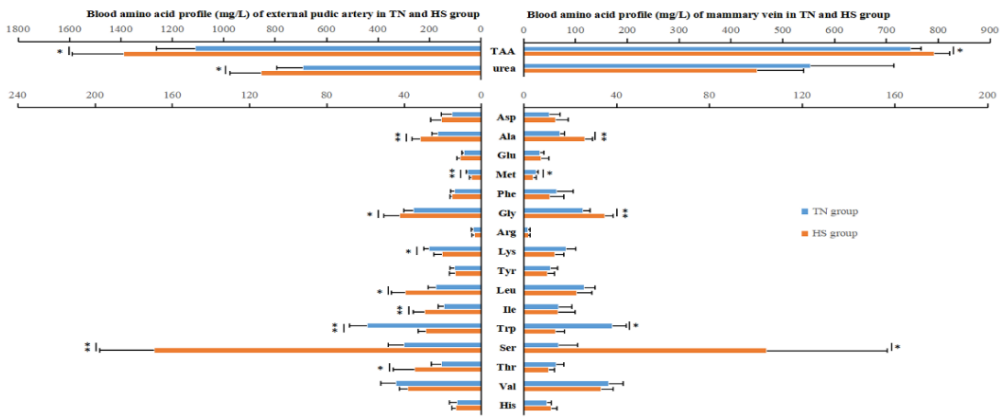 Blood amino acid profile (mg/L) of external pudic artery in TN and HS group
Blood amino acid profile (mg/L) of mammary vein in TN and HS group
1800 1600 1400 1200 1000 800 600 400 200 0
0 100 200 300 400 500 600 700 800 900
* TAA *
* urea
240 200 160 120 80 40 0
0 40 80 120 160 200
Asp
** Ala **
Glu
** Met *
Phe
* Gly **
TN group
Arg
HS group
* Lys
Tyr
* Leu
** Ile
** Trp *
** Ser *
* Thr
Val
His